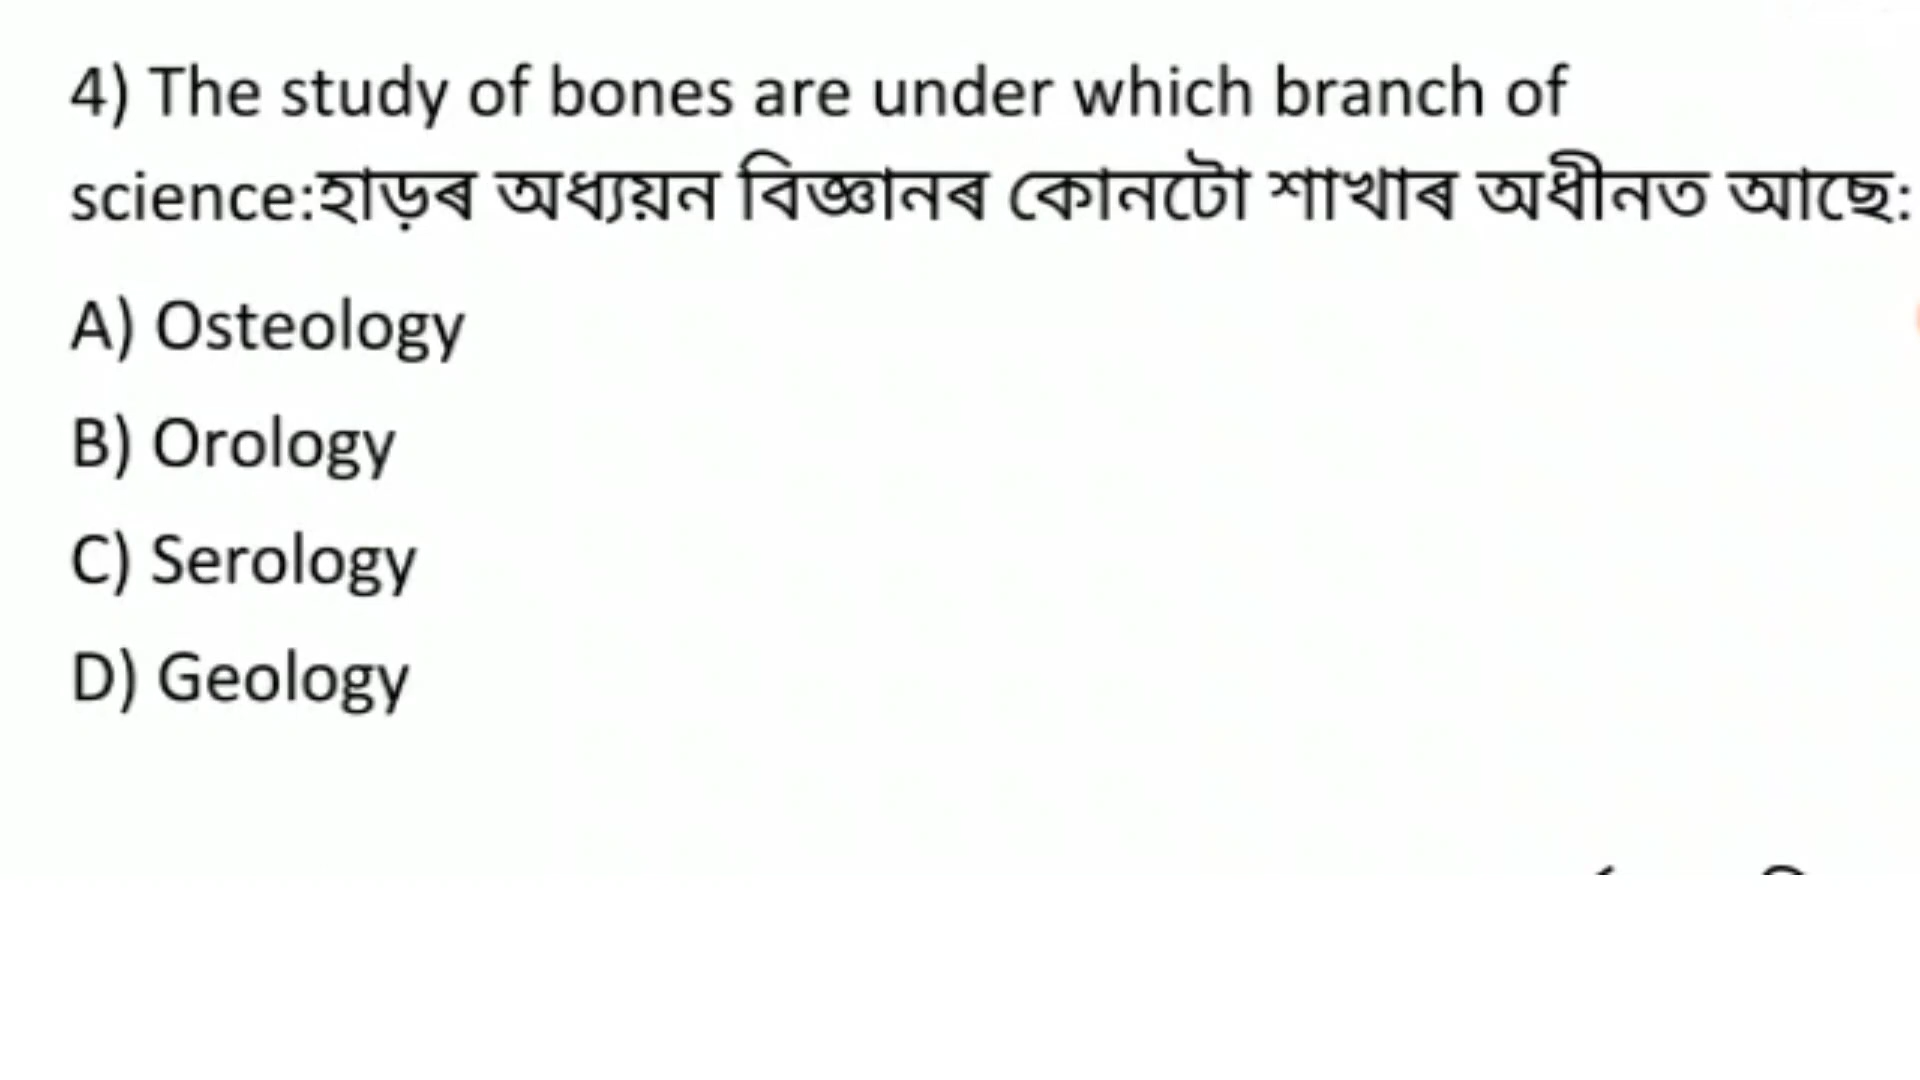 4) The study of bones are under which branch of
science:হাড়ৰ অধ্যয়ন বিজ্ঞানৰ কোনটো শাখাৰ অধীনত আছে:
A) Osteology
B) Orology
C) Serology
D) Geology